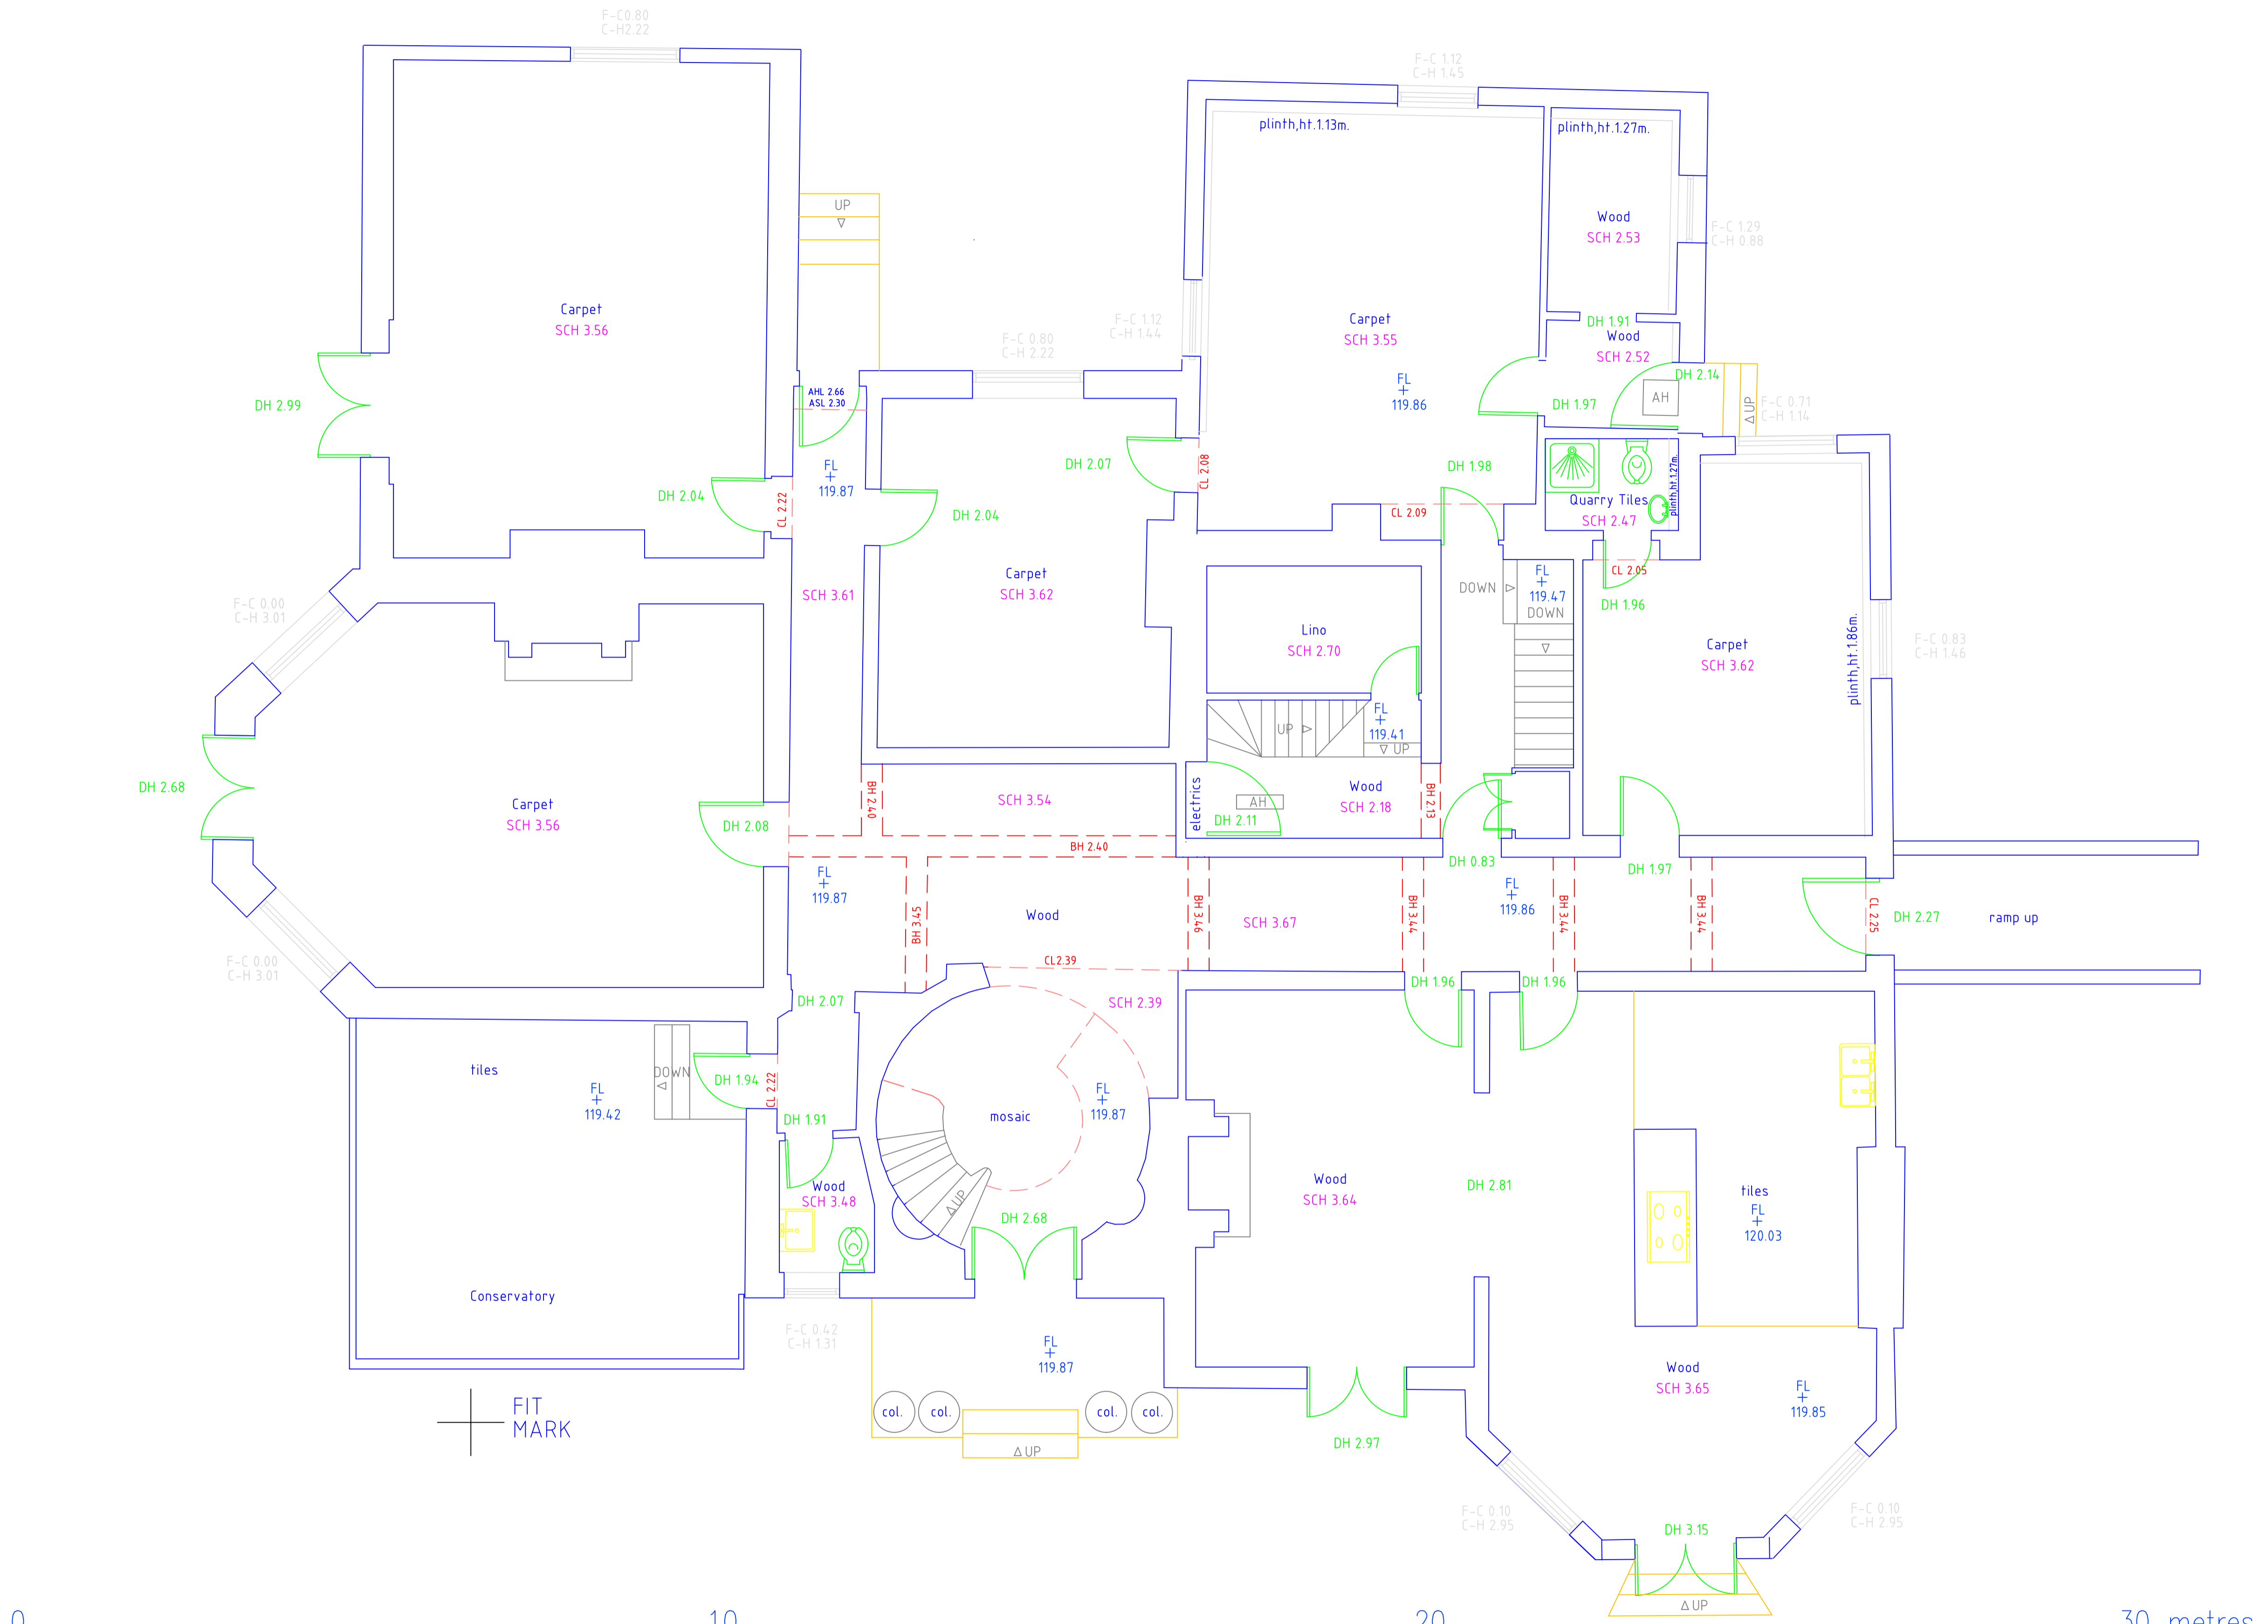 F-C0.80
C-H2.22
F-C 1.12
C-H 1.45
plinth,ht.1.13m.
plinth,ht.1.27m.
UP
Wood
SCH 2.53
F-C 1.29
C-H 0.88
Carpet
SCH 3.56
F-C 1.12
C-H 1.44
Carpet
SCH 3.55
DH 1.91
Wood
SCH 2.52
F-C 0.80
C-H 2.22
DH 2.14
FL
119.86
AHL 2.66
ASL 2.30
DH 2.99
DH 1.97
AH
UP
F-C 0.71
C-H 1.14
FL
119.87
DH 2.07
CL 2.08
DH 1.98
plinth,ht.1.27m.
DH 2.04
CL 2.22
DH 2.04
CL 2.09
Quarry Tiles
SCH 2.47
Carpet
SCH 3.62
SCH 3.61
FL
119.47
DOWN
DOWN
CL 2.05
DH 1.96
F-C 0.00
C-H 3.01
Lino
SCH 2.70
Carpet
SCH 3.62
plinth,ht.1.86m.
F-C 0.83
C-H 1.46
FL
119.41
UP
UP
DH 2.68
Carpet
SCH 3.56
DH 2.08
BH 2.40
SCH 3.54
electrics
AH
DH 2.11
Wood
SCH 2.18
BH 2.13
BH 2.40
DH 0.83
DH 1.97
FL
119.87
FL
119.86
BH 3.45
Wood
BH 3.46
SCH 3.67
BH 3.44
BH 3.44
BH 3.44
CL 2.25
DH 2.27
ramp up
F-C 0.00
C-H 3.01
CL2.39
DH 2.07
SCH 2.39
DH 1.96
DH 1.96
tiles
DOWN
DH 1.94
CL 2.22
FL
119.42
DH 1.91
mosaic
FL
119.87
Wood
SCH 3.48
UP
DH 2.68
Wood
SCH 3.64
DH 2.81
tiles
FL
120.03
Conservatory
F-C 0.42
C-H 1.31
FL
119.87
Wood
SCH 3.65
FL
119.85
FIT
MARK
col.
col.
col.
col.
UP
DH 2.97
F-C 0.10
C-H 2.95
F-C 0.10
C-H 2.95
DH 3.15
UP
0
10
20
30 metres